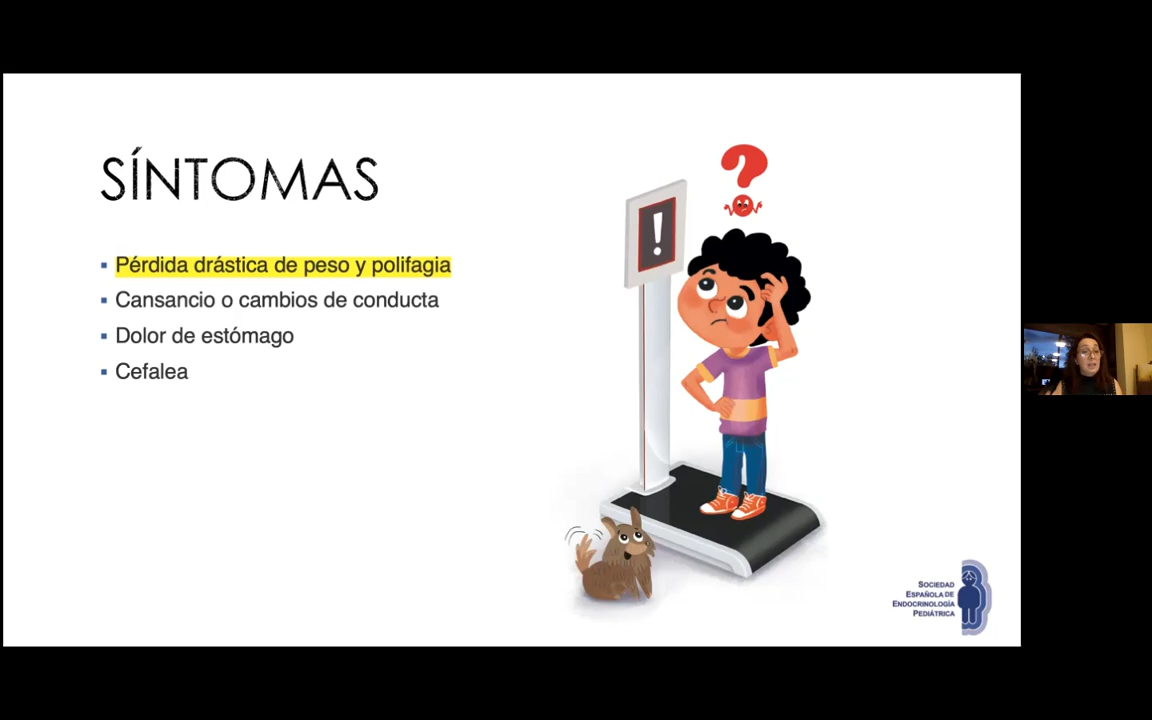 SÍNTOMAS
Pérdida drástica de peso y polifagia
Cansancio o cambios de conducta
Dolor de estómago
Cefalea
?
!
SOCIEDAD
ESPAÑOLA DE
ENDOCRINOLOGÍA
PEDIÁTRICA